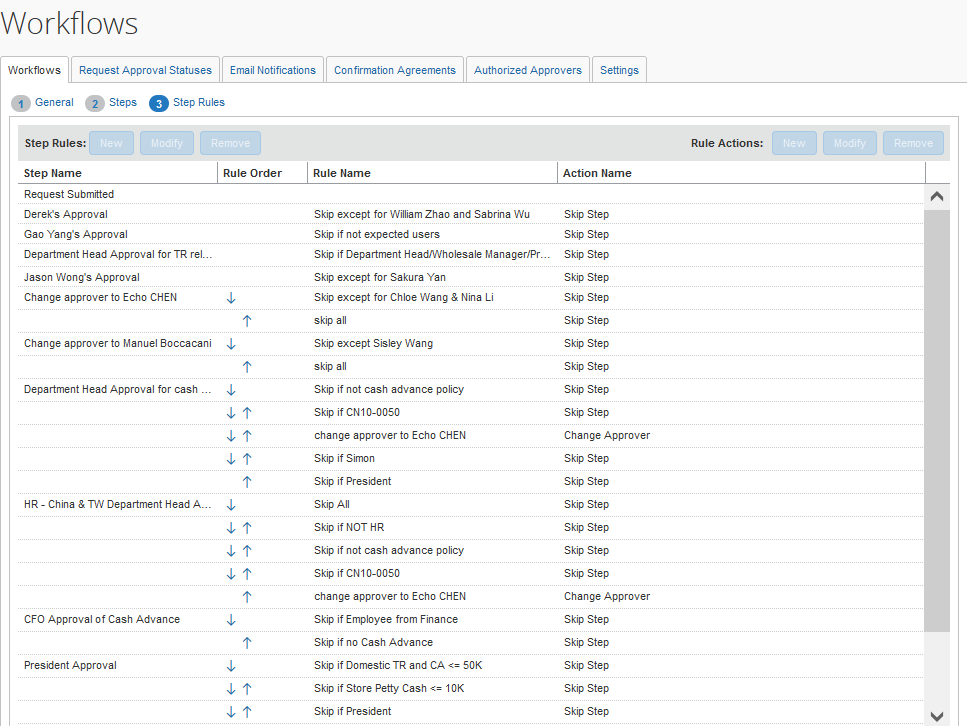 Workflows
Workflows Request Approval Statuses Email Notifications Confirmation Agreements Authorized Approvers Settings
1 General 2 Steps 3 Step Rules
Step Rules: New Modify Remove Rule Actions: New Modify Remove
Step Name Rule Order Rule Name Action Name
Request Submitted
Derek's Approval Skip except for William Zhao and Sabrina Wu Skip Step
Gao Yang's Approval Skip if not expected users Skip Step
Department Head Approval for TR rel... Skip if Department Head/Wholesale Manager/Pr... Skip Step
Jason Wong's Approval Skip except for Sakura Yan Skip Step
Change approver to Echo CHEN ↓ Skip except for Chloe Wang & Nina Li Skip Step
↑ skip all Skip Step
Change approver to Manuel Boccacani ↓ Skip except Sisley Wang Skip Step
↑ skip all Skip Step
Department Head Approval for cash ... ↓ Skip if not cash advance policy Skip Step
↓ ↑ Skip if CN10-0050 Skip Step
↓ ↑ change approver to Echo CHEN Change Approver
↓ ↑ Skip if Simon Skip Step
↑ Skip if President Skip Step
HR - China & TW Department Head A... ↓ Skip All Skip Step
↓ ↑ Skip if NOT HR Skip Step
↓ ↑ Skip if not cash advance policy Skip Step
↓ ↑ Skip if CN10-0050 Skip Step
↑ change approver to Echo CHEN Change Approver
CFO Approval of Cash Advance ↓ Skip if Employee from Finance Skip Step
↑ Skip if no Cash Advance Skip Step
President Approval ↓ Skip if Domestic TR and CA <= 50K Skip Step
↓ ↑ Skip if Store Petty Cash <= 10K Skip Step
↓ ↑ Skip if President Skip Step